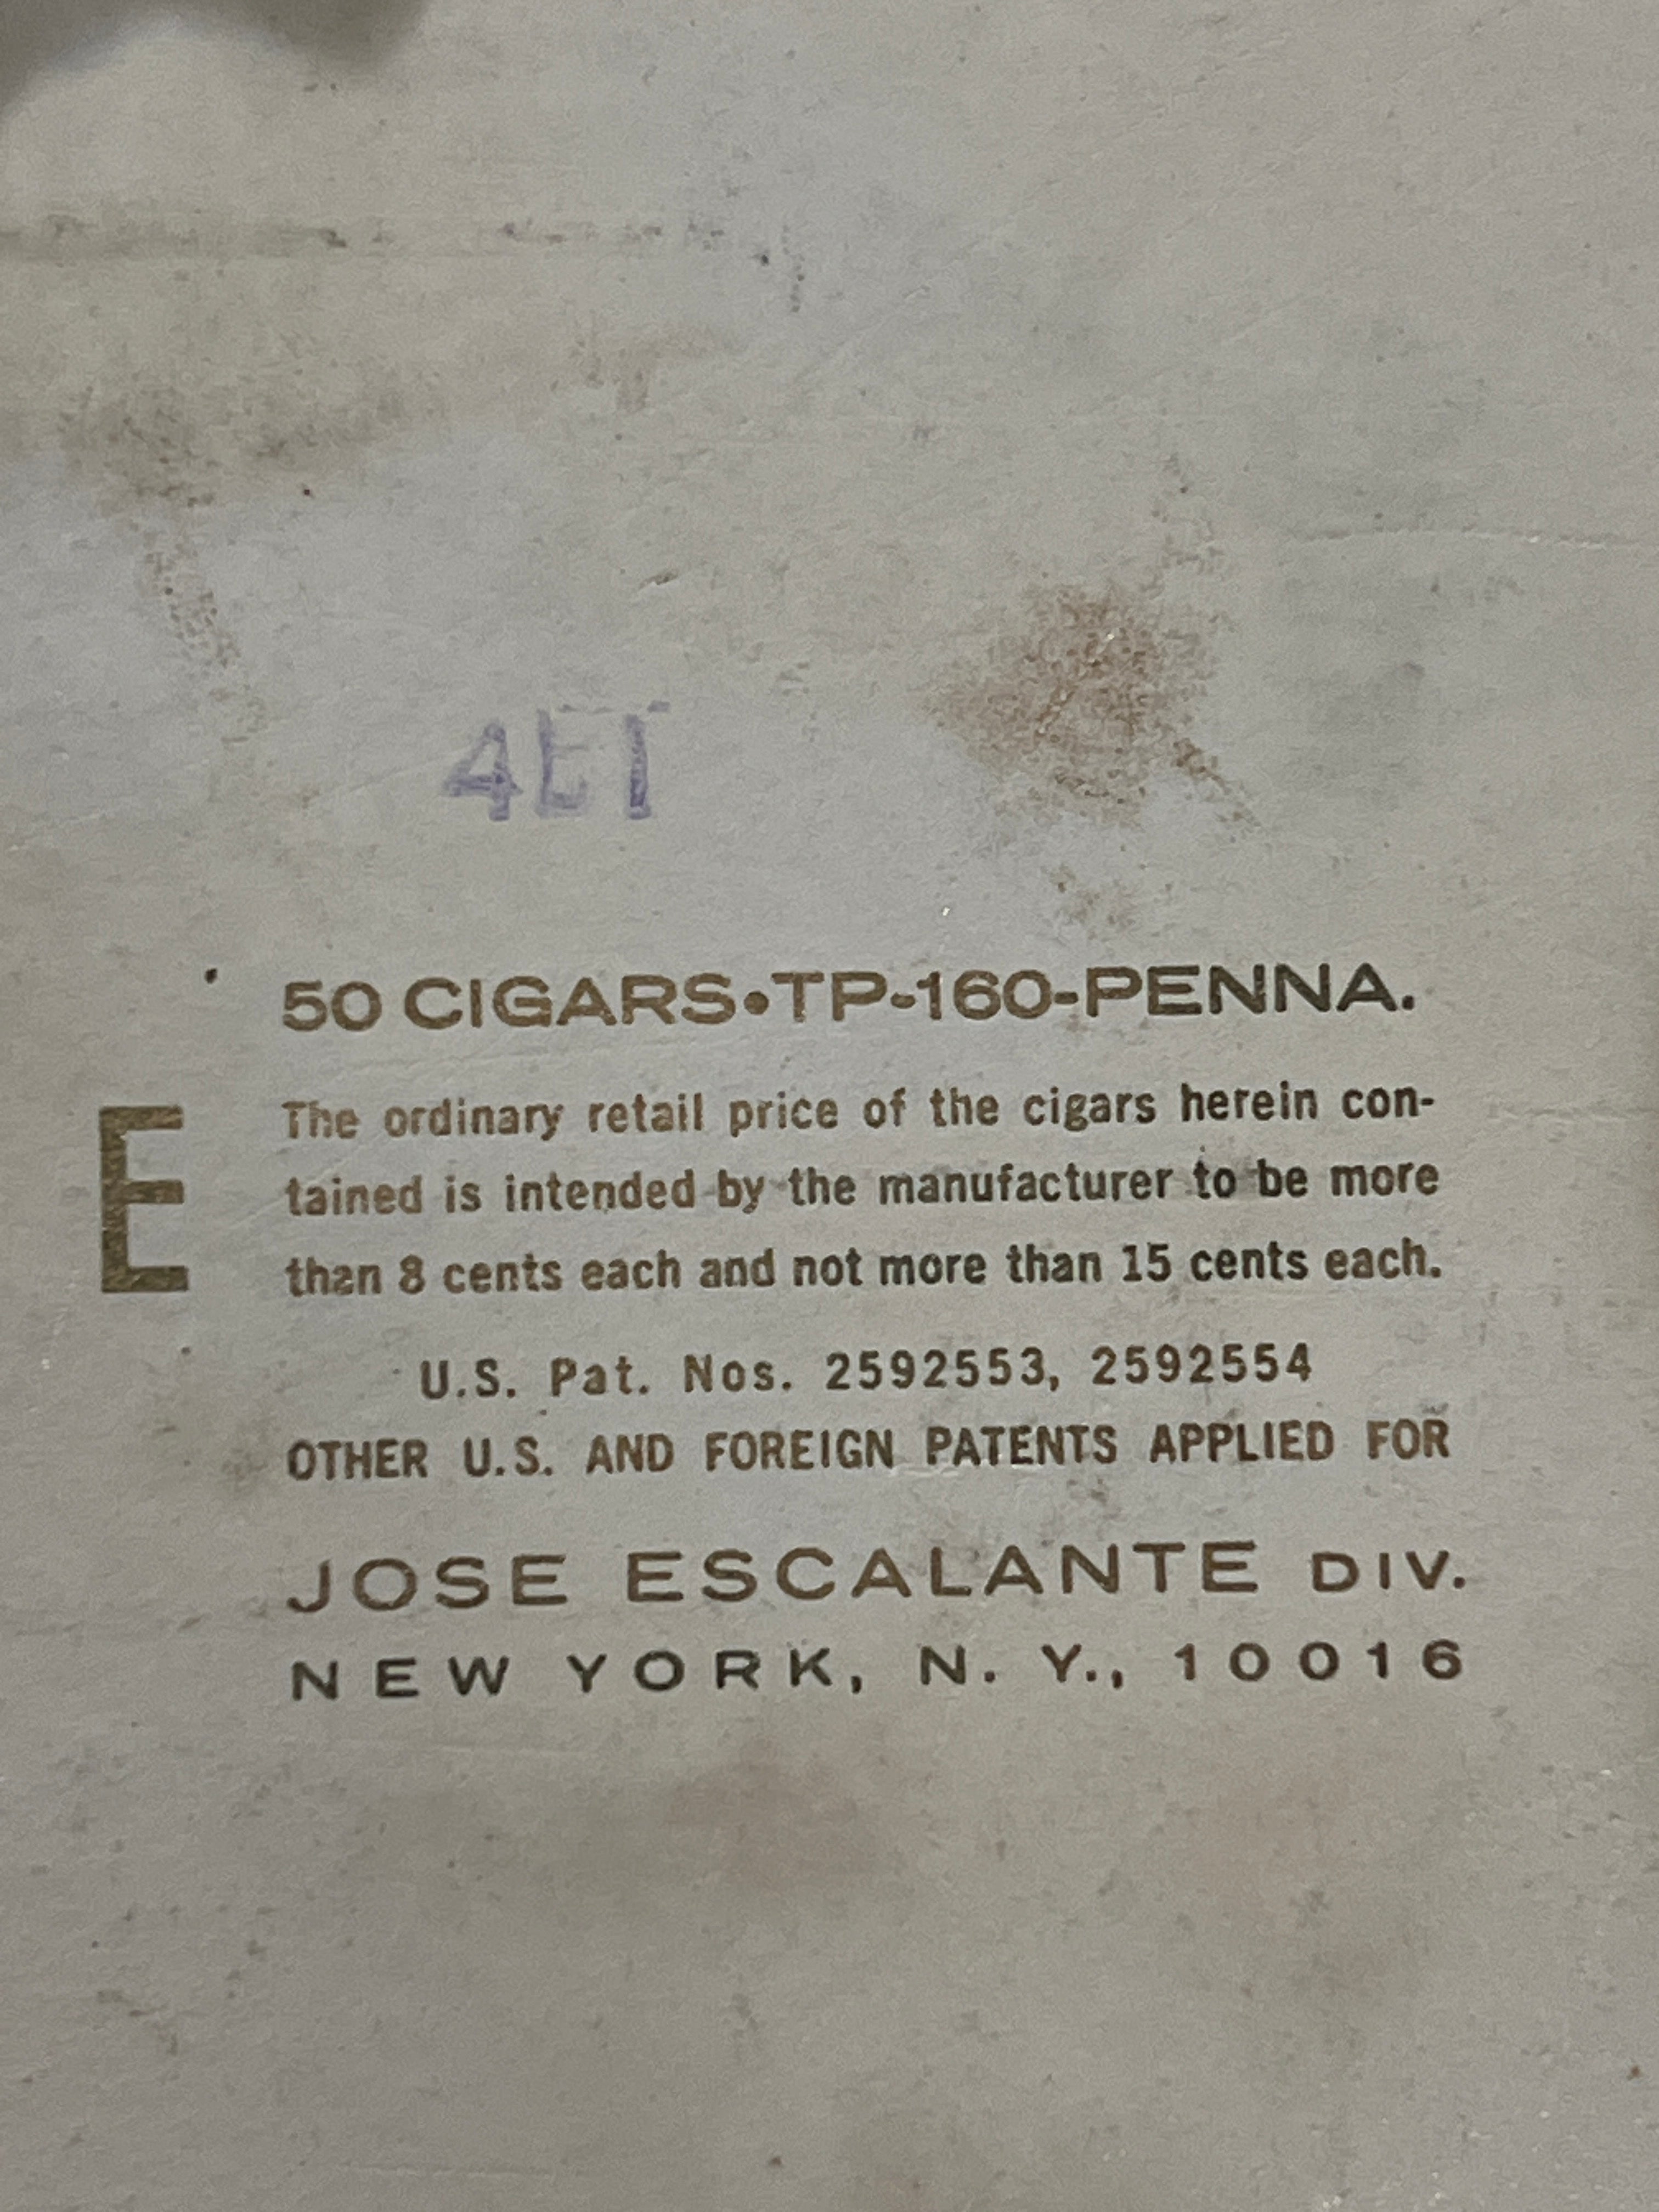 50 CIGARS•TP-160-PENNA.
E
The ordinary retail price of the cigars herein con-
tained is intended by the manufacturer to be more
than 8 cents each and not more than 15 cents each.
U.S. Pat. Nos. 2592553, 2592554
OTHER U.S. AND FOREIGN PATENTS APPLIED FOR
JOSE ESCALANTE DIV.
NEW YORK, N. Y., 10016